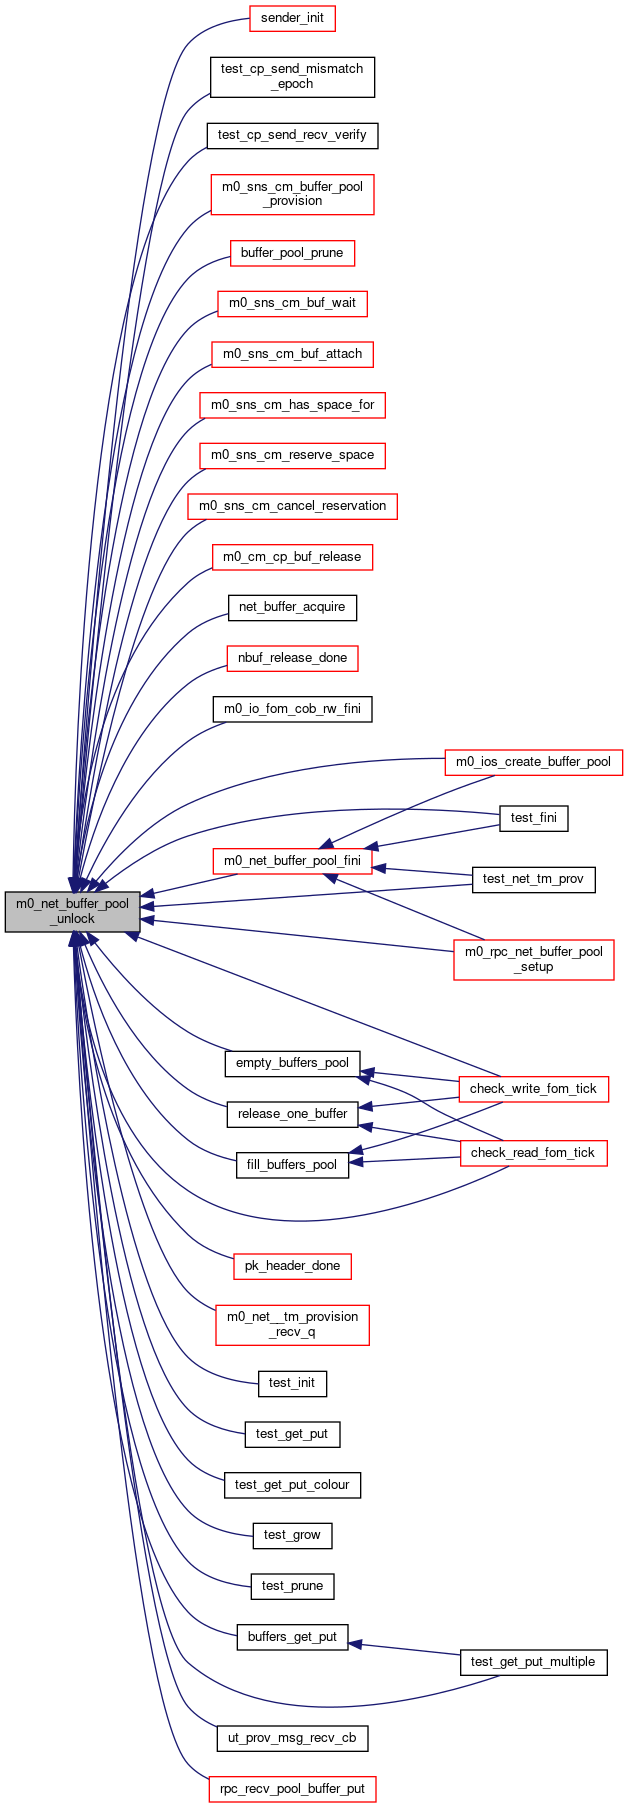 sender_init
test_cp_send_mismatch
_epoch
test_cp_send_recv_verify
m0_sns_cm_buffer_pool
_provision
buffer_pool_prune
m0_sns_cm_buf_wait
m0_sns_cm_buf_attach
m0_sns_cm_has_space_for
m0_sns_cm_reserve_space
m0_sns_cm_cancel_reservation
m0_cm_cp_buf_release
net_buffer_acquire
nbuf_release_done
m0_io_fom_cob_rw_fini
m0_ios_create_buffer_pool
test_fini
m0_net_buffer_pool_fini
test_net_tm_prov
m0_net_buffer_pool
_unlock
m0_rpc_net_buffer_pool
_setup
empty_buffers_pool
check_write_fom_tick
release_one_buffer
check_read_fom_tick
fill_buffers_pool
pk_header_done
m0_net__tm_provision
_recv_q
test_init
test_get_put
test_get_put_colour
test_grow
test_prune
buffers_get_put
test_get_put_multiple
ut_prov_msg_recv_cb
rpc_recv_pool_buffer_put